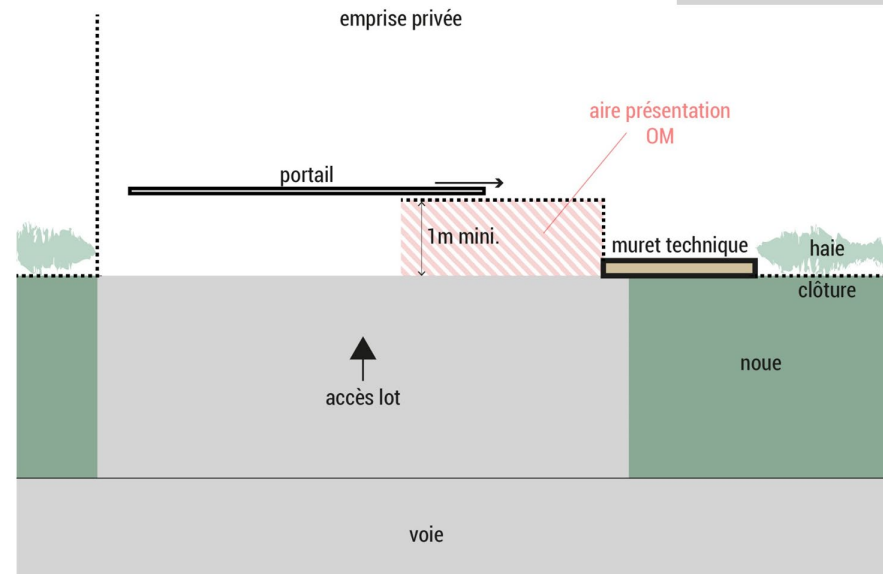 emprise privée
aire présentation
OM
portail
1m mini.
muret technique
haie
clôture
noue
accès lot
voie